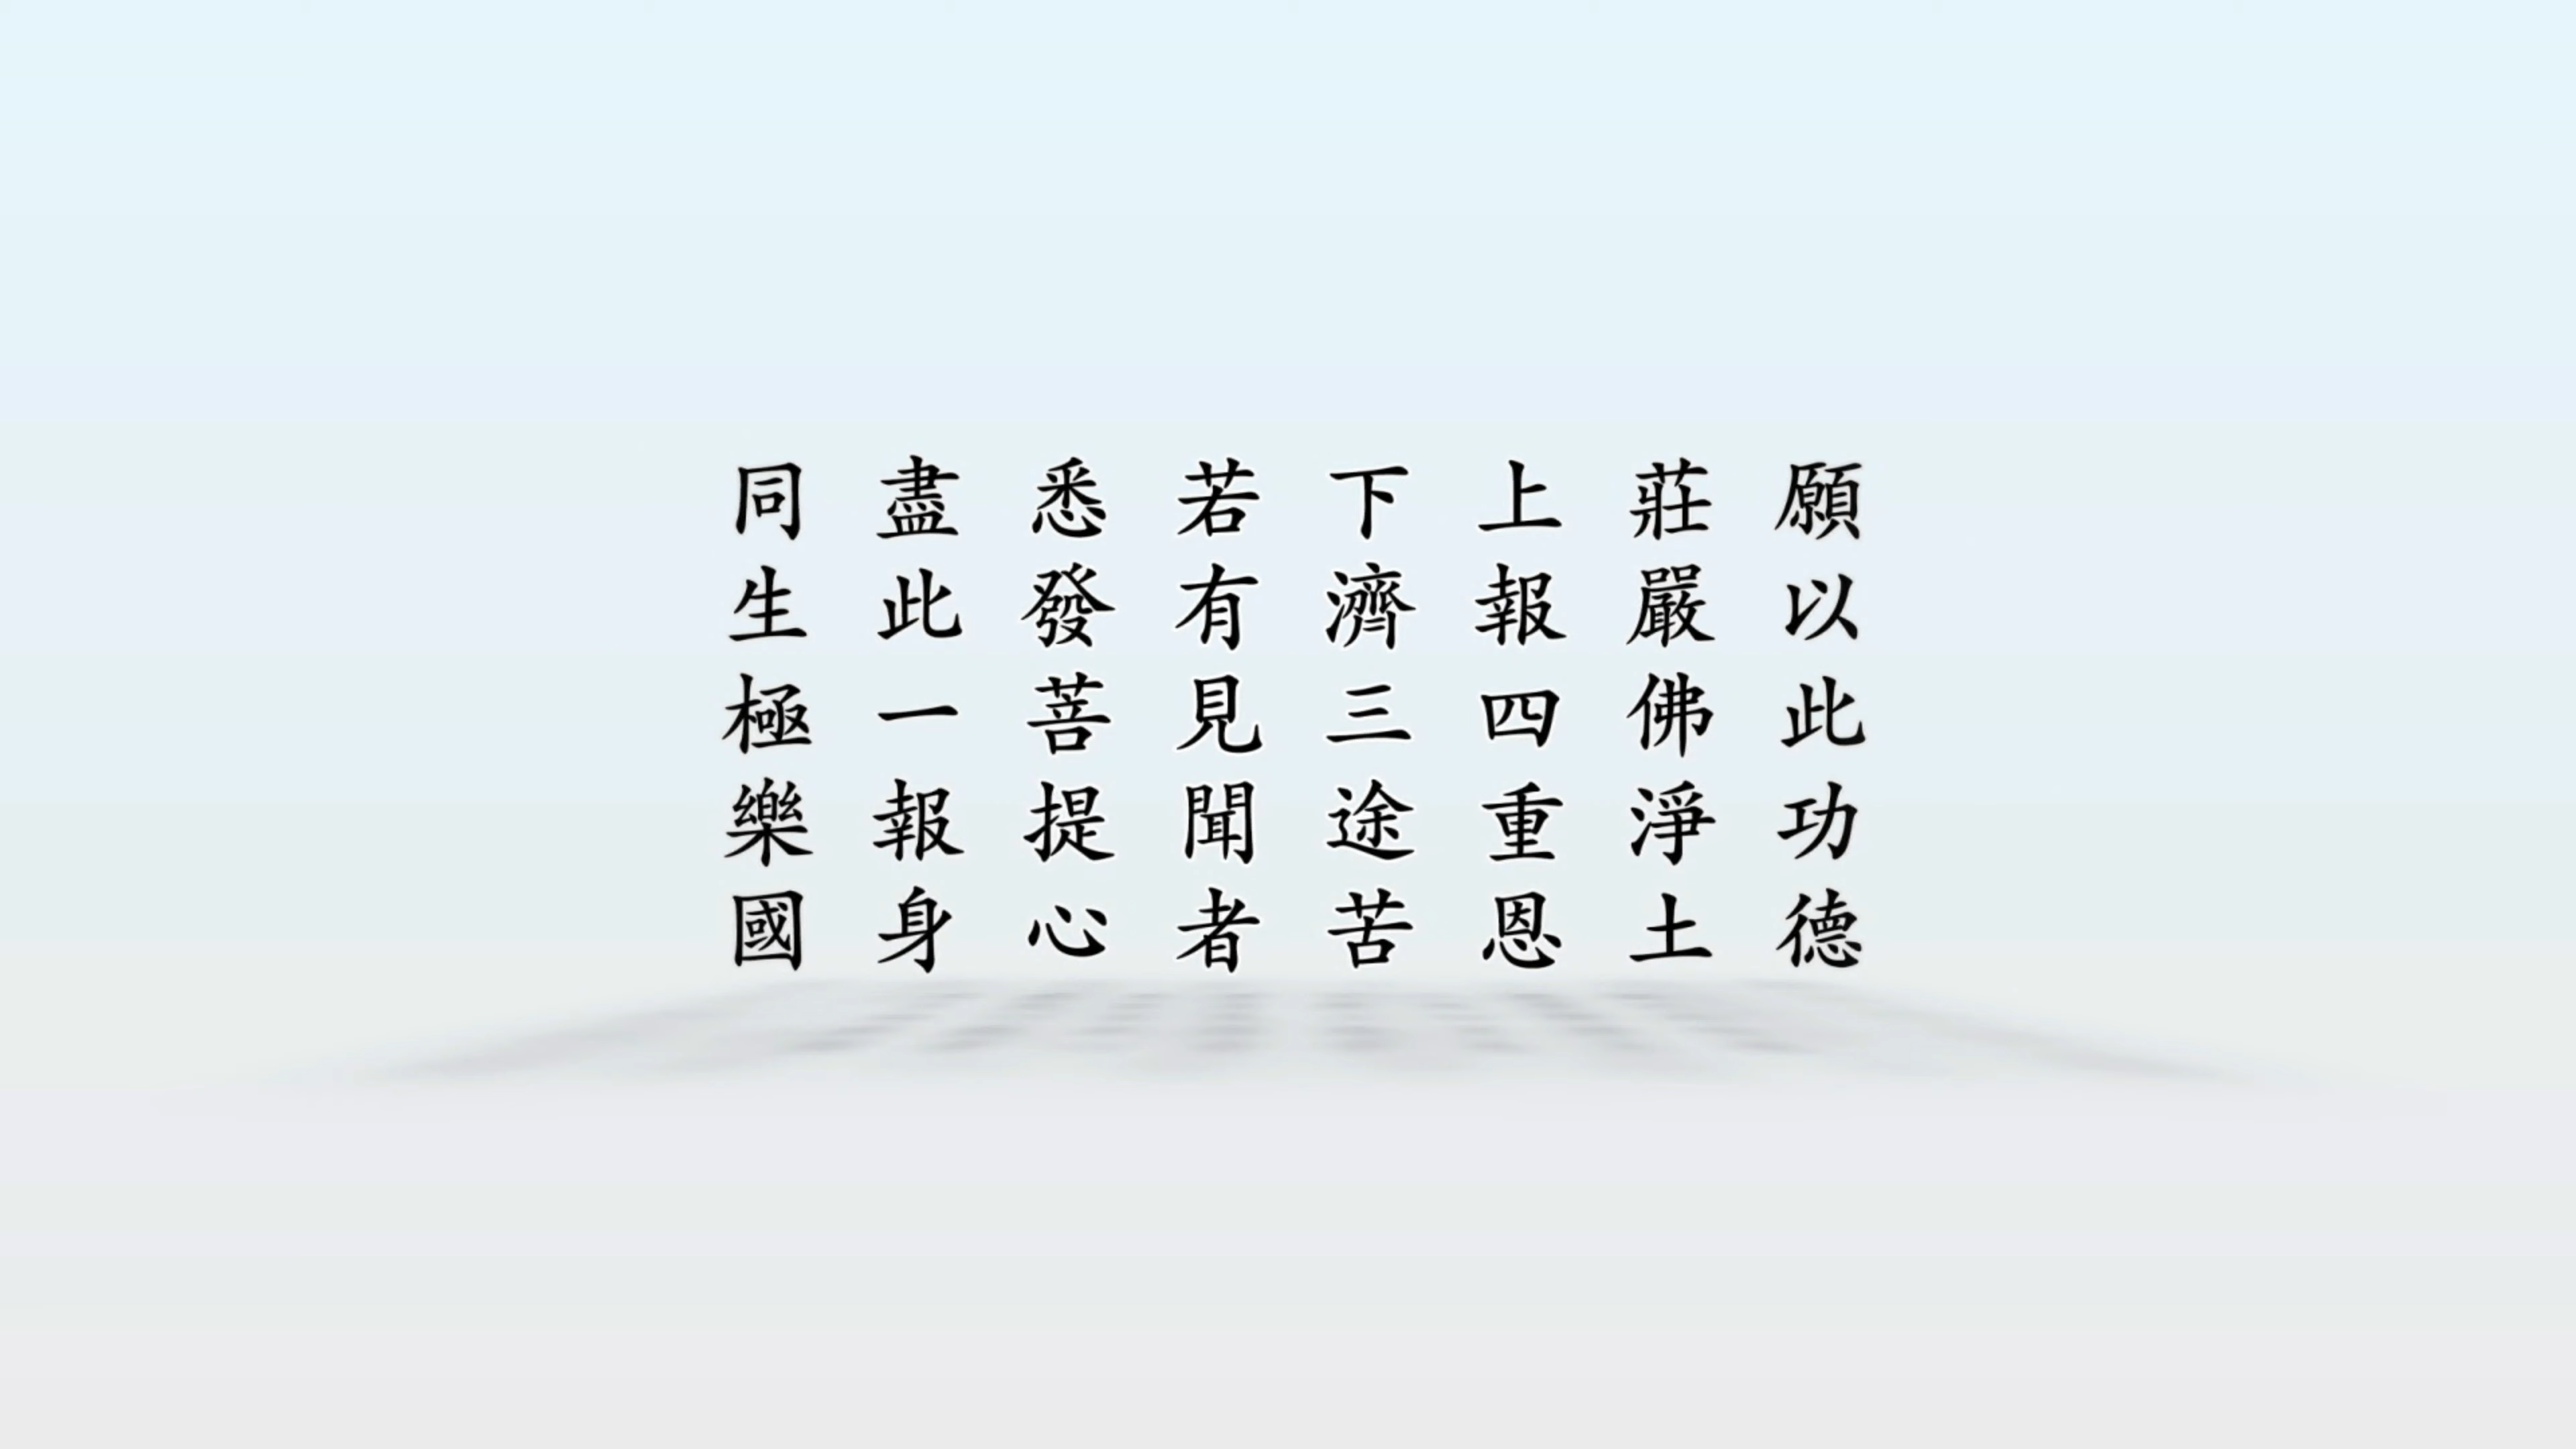 願以此功德
莊嚴佛淨土
上報四重恩
下濟三途苦
若有見聞者
悉發菩提心
盡此一報身
同生極樂國